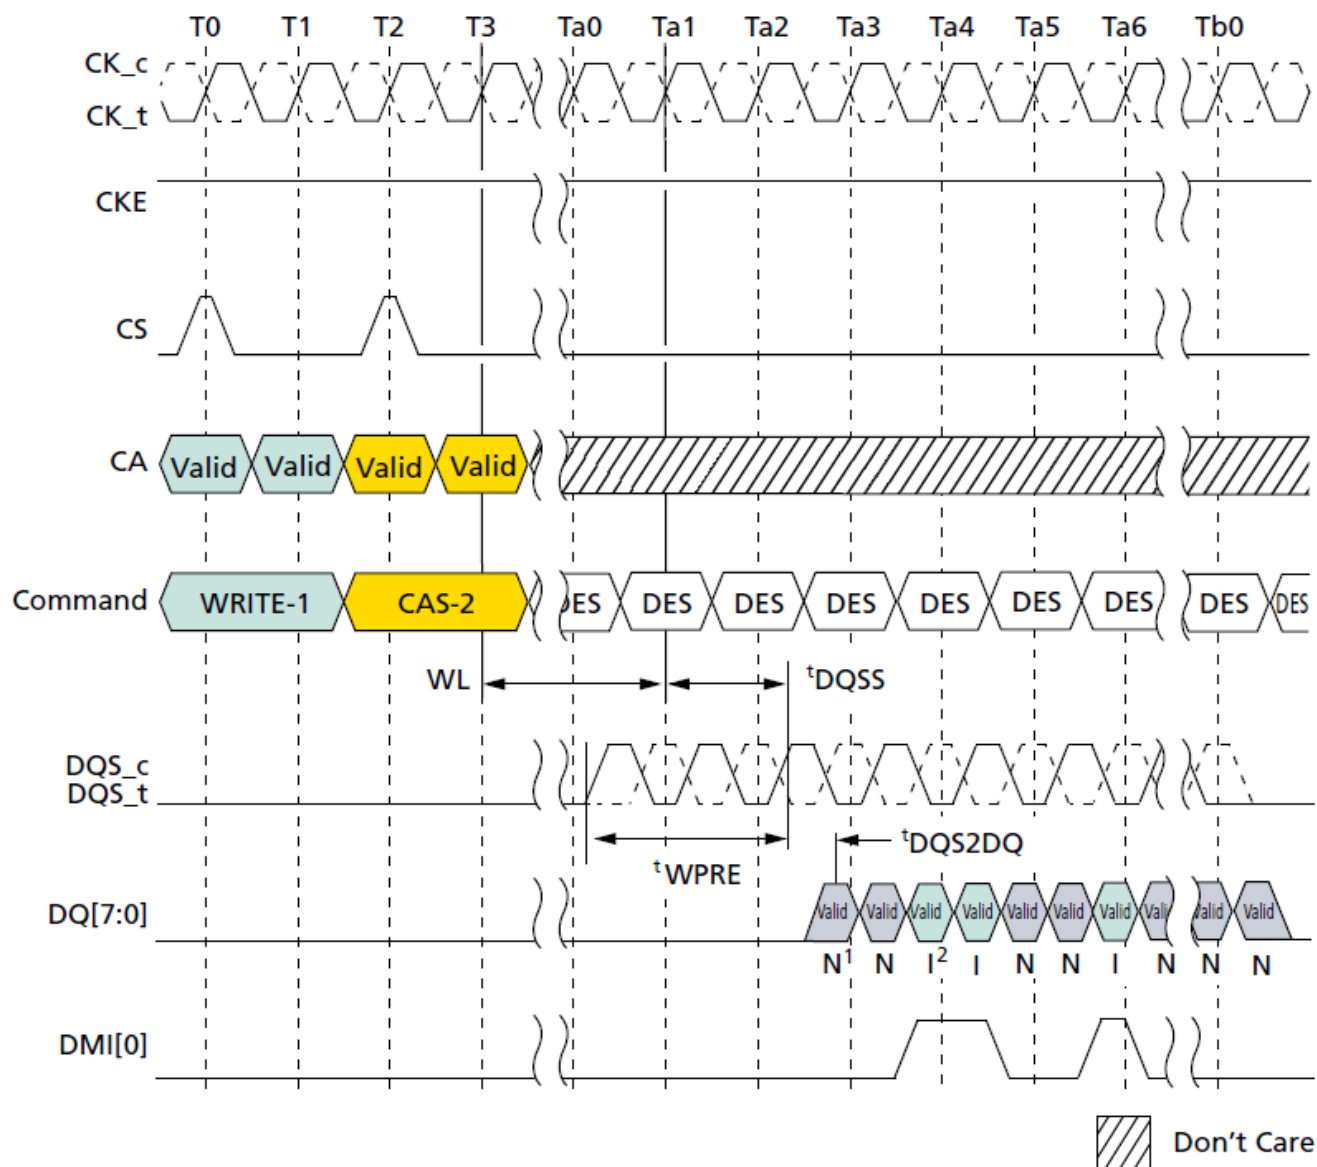 T0 T1 T2 T3 Ta0 Ta1 Ta2 Ta3 Ta4 Ta5 Ta6 Tb0
CK_c
CK_t
CKE
CS
CA Valid Valid Valid Valid
Command WRITE-1 CAS-2 DES DES DES DES DES DES DES DES DES
WL tDQSS
DQS_c
DQS_t
tDQS2DQ
tWPRE
DQ[7:0] Valid Valid Valid Valid Valid Valid Valid Valid Valid Valid
N1 N I2 I N N I N N N
DMI[0]
Don't Care